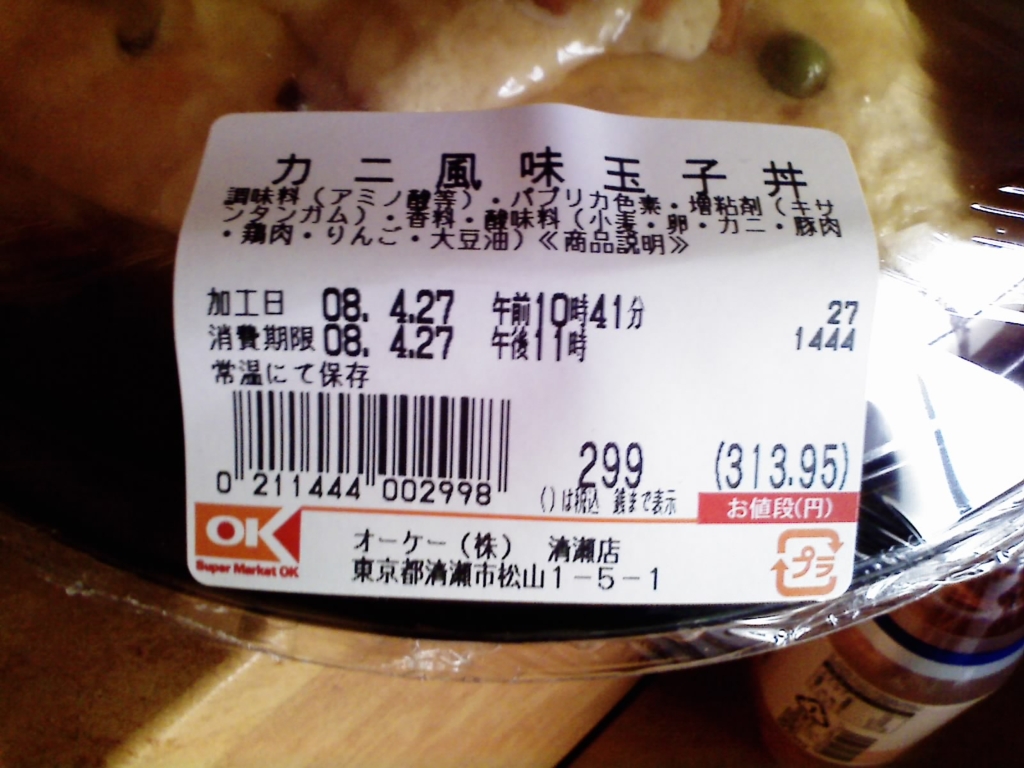 カニ風味玉子丼
調味料（アミノ酸等）・パプリカ色素・増粘剤（キサ
ンタンガム）・香料・酸味料（小麦・卵・カニ・豚肉
・鶏肉・りんご・大豆油）≪商品説明≫
加工日 08. 4.27 午前10時41分 27
消費期限 08. 4.27 午後11時 1444
常温にて保存
0 211444 002998
299 (313.95)
()は税込 銭まで表示 お値段(円)
OK
Super Market OK
オーケー（株） 清瀬店
東京都清瀬市松山1－5－1
プラ